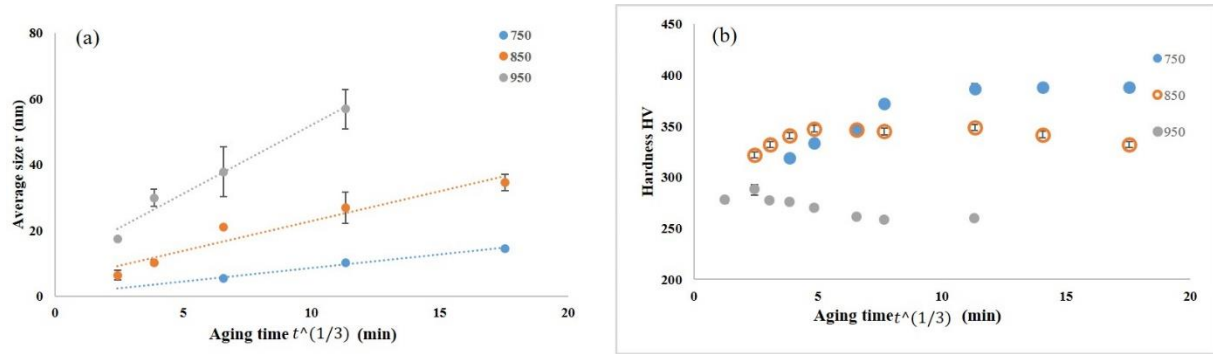 (a)
80
60
40
20
0
Average size r (nm)
750
850
950
0 5 10 15 20
Aging time t^(1/3) (min)
(b)
450
400
350
300
250
200
Hardness HV
750
850
950
0 5 10 15 20
Aging time t^(1/3) (min)